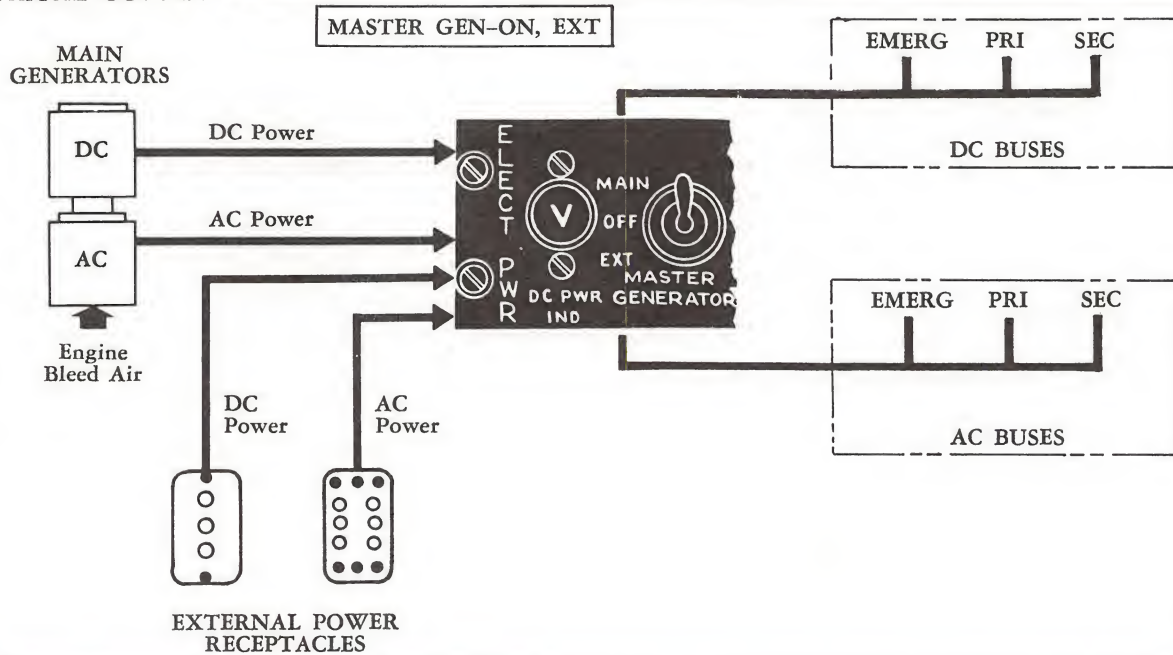 MASTER GEN–ON, EXT
MAIN
GENERATORS
DC
AC
Engine
Bleed Air
DC Power
AC Power
DC
Power
AC
Power
EXTERNAL POWER
RECEPTACLES
ELECT PWR
V
MAIN
OFF
EXT
MASTER
GENERATOR
DC PWR
IND
EMERG PRI SEC
DC BUSES
EMERG PRI SEC
AC BUSES